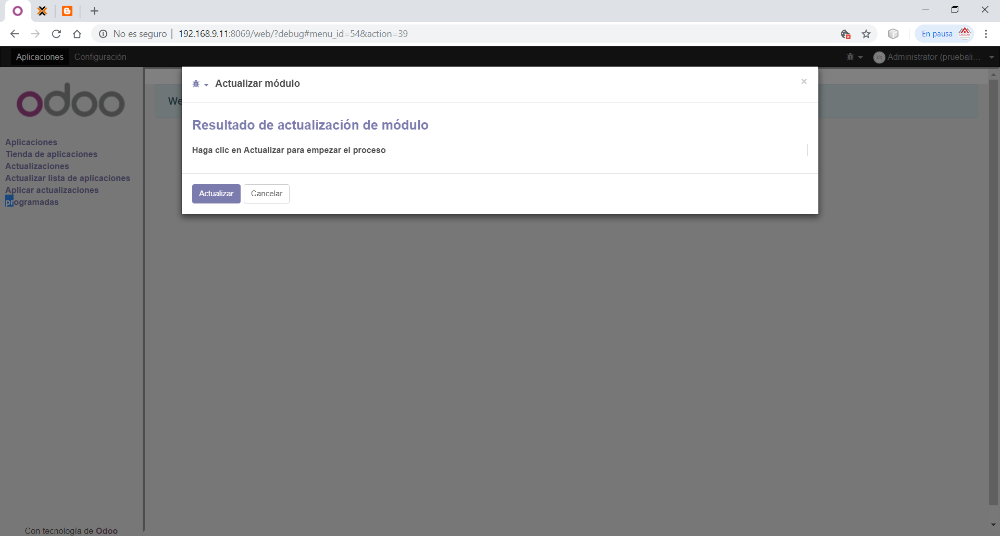 No es seguro | 192.168.9.11:8069/web/?debug#menu_id=54&action=39
En pausa
Aplicaciones Configuración
Administrator (pruebali...
odoo
Aplicaciones
Tienda de aplicaciones
Actualizaciones
Actualizar lista de aplicaciones
Aplicar actualizaciones
programadas
Con tecnología de Odoo
We
Actualizar módulo
×
Resultado de actualización de módulo
Haga clic en Actualizar para empezar el proceso
Actualizar Cancelar